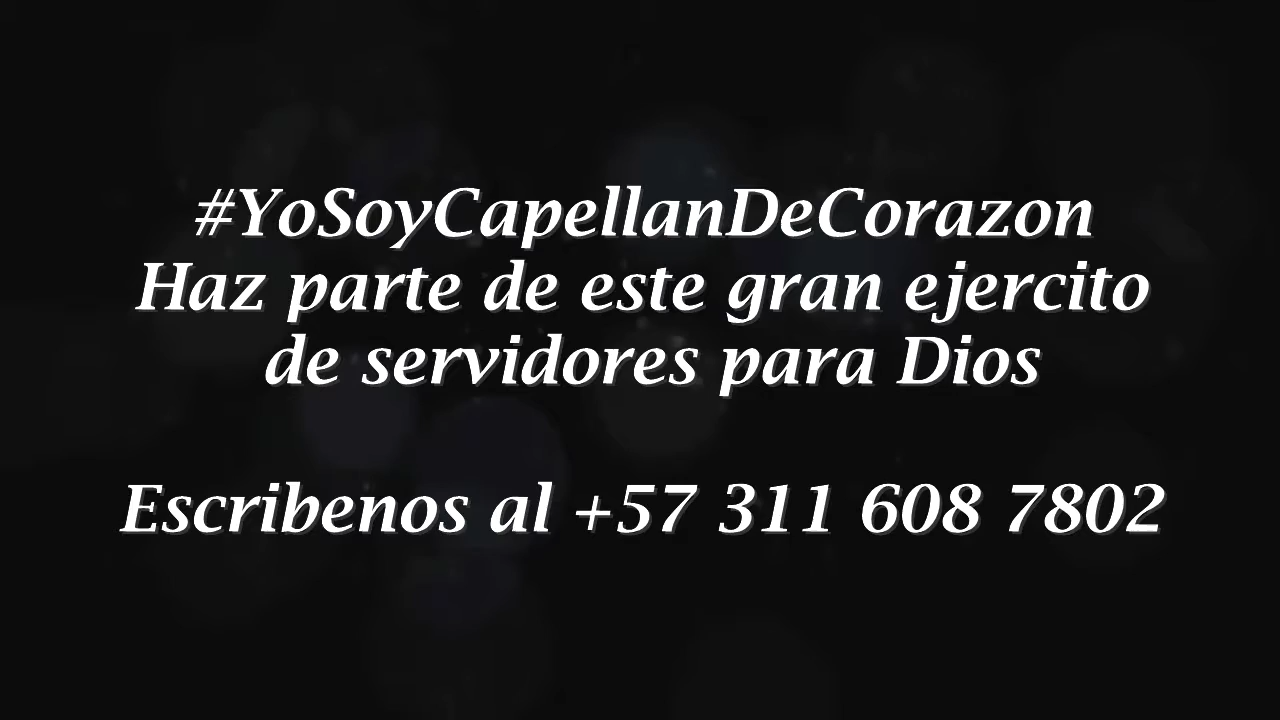 #YoSoyCapellanDeCorazon
Haz parte de este gran ejercito
de servidores para Dios
Escribenos al +57 311 608 7802